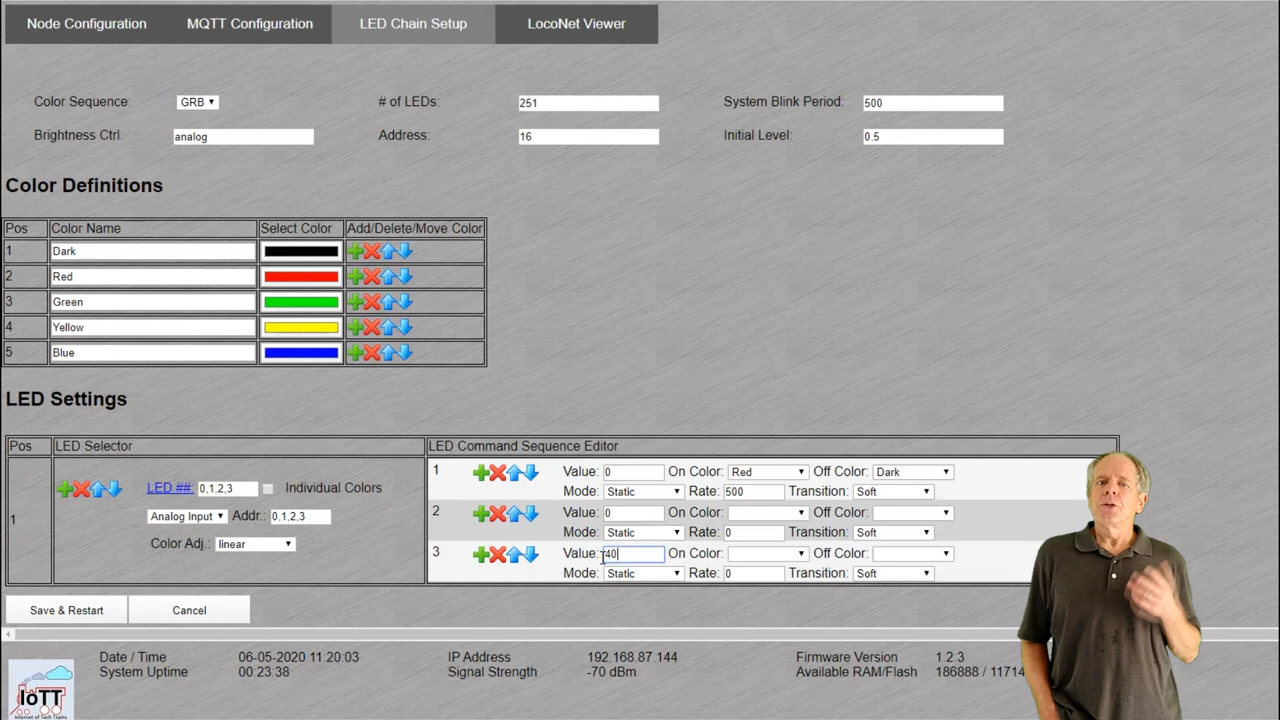 Node Configuration MQTT Configuration LED Chain Setup LocoNet Viewer
Color Sequence: GRB # of LEDs: 251 System Blink Period: 500
Brightness Ctrl: analog Address: 16 Initial Level: 0.5
Color Definitions
Pos Color Name Select Color Add/Delete/Move Color
1 Dark
2 Red
3 Green
4 Yellow
5 Blue
LED Settings
Pos LED Selector LED Command Sequence Editor
1 LED ##: 0,1,2,3 Individual Colors
Analog Input Addr.: 0,1,2,3
Color Adj.: linear
1 Value: 0 On Color: Red Off Color: Dark
Mode: Static Rate: 500 Transition: Soft
2 Value: 0 On Color: Off Color:
Mode: Static Rate: 0 Transition: Soft
3 Value: 40 On Color: Off Color:
Mode: Static Rate: 0 Transition: Soft
Save & Restart Cancel
Date / Time 06-05-2020 11:20:03 IP Address 192.168.87.144 Firmware Version 1.2.3
System Uptime 00:23.38 Signal Strength -70 dBm Available RAM/Flash 186888 / 11714
IoTT
Internet of Tech Trains